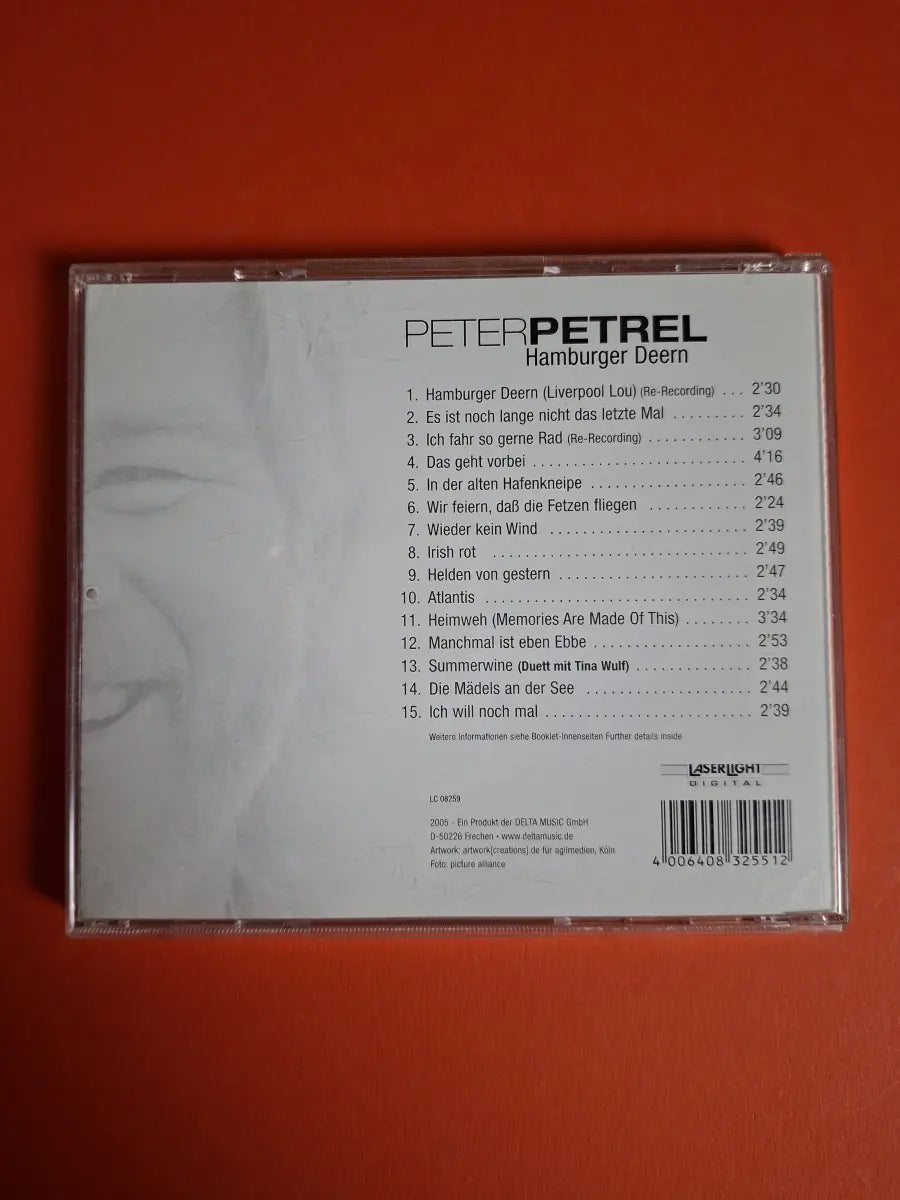 PETERPETREL
Hamburger Deern
1. Hamburger Deern (Liverpool Lou) (Re-Recording) . . . 2'30
2. Es ist noch lange nicht das letzte Mal . . . . . . . . . 2'34
3. Ich fahr so gerne Rad (Re-Recording) . . . . . . . . . . . . 3'09
4. Das geht vorbei . . . . . . . . . . . . . . . . . . . . . . . . . . 4'16
5. In der alten Hafenkneipe . . . . . . . . . . . . . . . . . . . 2'46
6. Wir feiern, daß die Fetzen fliegen . . . . . . . . . . . . 2'24
7. Wieder kein Wind . . . . . . . . . . . . . . . . . . . . . . . . 2'39
8. Irish rot . . . . . . . . . . . . . . . . . . . . . . . . . . . . . . . 2'49
9. Helden von gestern . . . . . . . . . . . . . . . . . . . . . . . 2'47
10. Atlantis . . . . . . . . . . . . . . . . . . . . . . . . . . . . . . . . 2'34
11. Heimweh (Memories Are Made Of This) . . . . . . . . 3'34
12. Manchmal ist eben Ebbe . . . . . . . . . . . . . . . . . . . 2'53
13. Summerwine (Duett mit Tina Wulf) . . . . . . . . . . . . . . 2'38
14. Die Mädels an der See . . . . . . . . . . . . . . . . . . . . 2'44
15. Ich will noch mal . . . . . . . . . . . . . . . . . . . . . . . . . 2'39
Weitere Informationen siehe Booklet-Innenseiten Further details inside
LASERLIGHT
DIGITAL
LC 08259
2005 - Ein Produkt der DELTA MUSIC GmbH
D-50226 Frechen • www.deltamusic.de
Artwork: artwork[creations].de für agilmedien, Köln
Foto: picture alliance
4 006408 325512